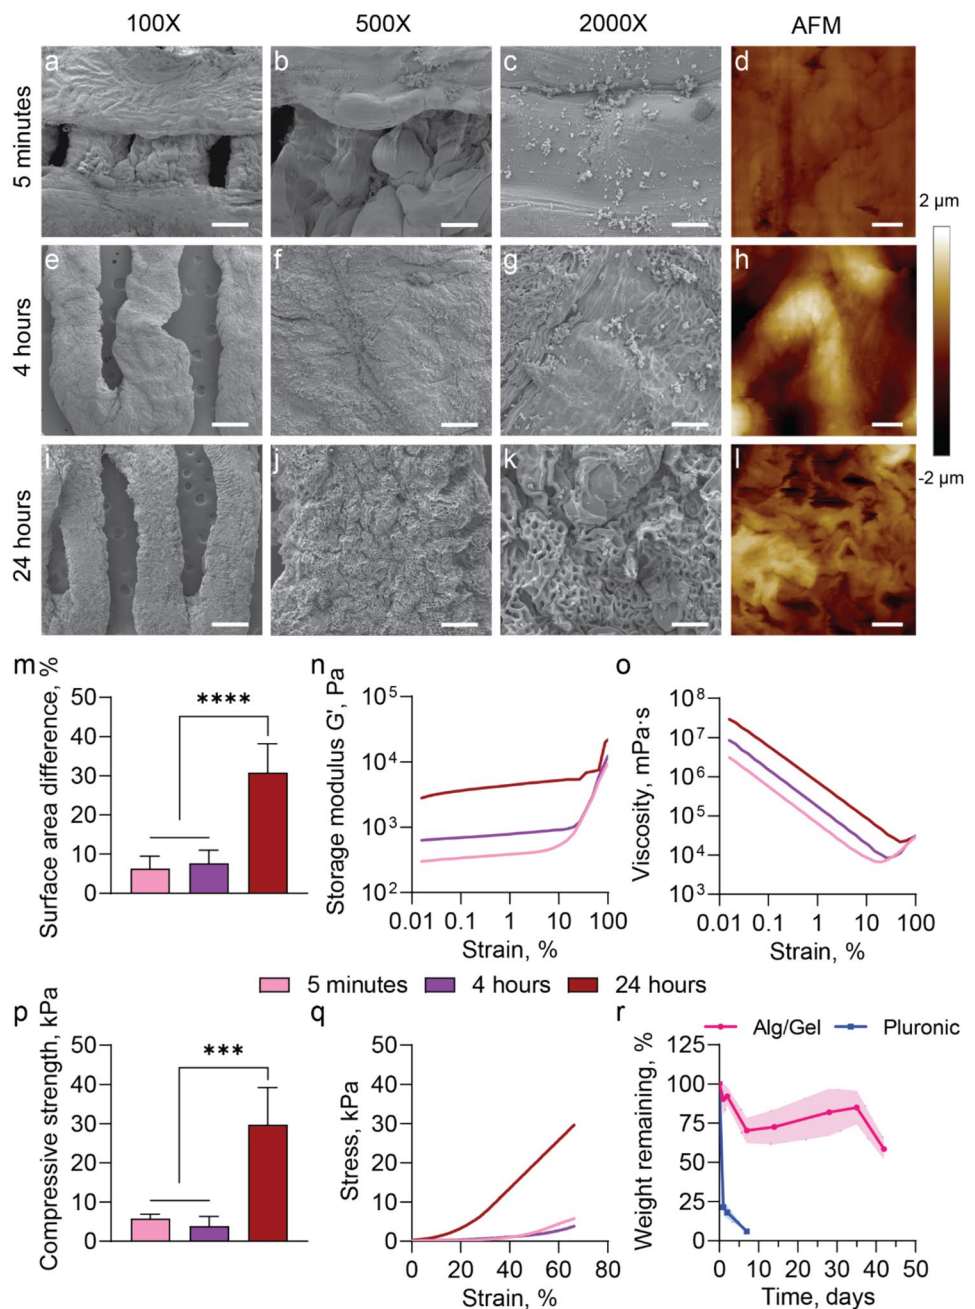 100X 500X 2000X AFM
5 minutes
a b c d
2 µm
4 hours
e f g h
24 hours
i j k l
-2 µm
m
Surface area difference, %
50
40
30
20
10
0
****
n
Storage modulus G', Pa
10⁵
10³
10²
0.01 0.1 1 10 100
Strain, %
o
Viscosity, mPa·s
10⁸
10⁷
10⁶
10⁵
10⁴
10³
0.01 0.1 1 10 100
Strain, %
5 minutes 4 hours 24 hours
p
Compressive strength, kPa
50
40
30
20
10
0
***
q
Stress, kPa
50
40
30
20
10
0
0 20 40 60 80
Strain, %
r
Alg/Gel Pluronic
Weight remaining, %
125
100
75
50
25
0
0 10 20 30 40 50
Time, days